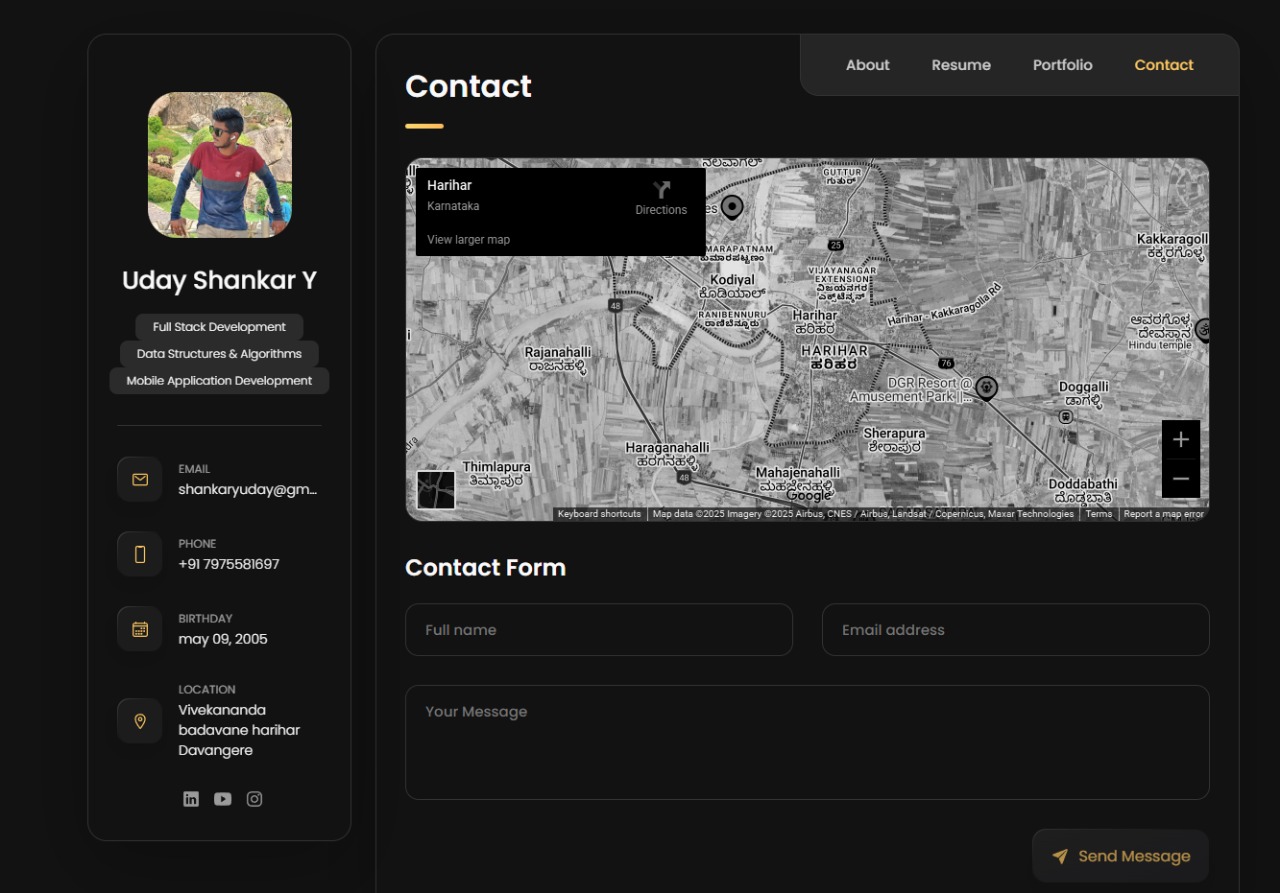 Uday Shankar Y
Full Stack Development
Data Structures & Algorithms
Mobile Application Development
EMAIL
shankaryuday@gm...
PHONE
+91 7975581697
BIRTHDAY
may 09, 2005
LOCATION
Vivekananda
badavane harihar
Davangere
About Resume Portfolio Contact
Contact
Harihar
Karnataka
Directions
View larger map
ನಲವಾಗಲ್
GUTTUR
ಗುತುರ್
25
Kakkaragoll
ಕಕ್ಕರಗೊಳ್ಳ
MARAPATNAM
ಕುಮಾರಪಟ್ಟಣಂ
Kodiyal
ಕೊಡಿಯಾಲ್
VIJAYANAGAR
EXTENSION
ವಿಜಯನಗರ
ಎಕ್ಸ್‌ಟೆನ್ಶನ್
48
RANIBENNURU
ರಾಣಿಬೆನ್ನೂರು
Harihar
ಹರಿಹರ
Harihar - Kakkaragolla Rd
ಆವರಗೊಳ್ಳ
ದೇವಸ್ಥಾನ
Hindu temple
Rajanahalli
ರಾಜನಹಳ್ಳಿ
HARIHAR
ಹರಿಹರ
76
DGR Resort @
Amusement Park ||...
Doggalli
ಡಾಗಳ್ಳಿ
Haraganahalli
ಹರಗನಹಳ್ಳಿ
Sherapura
ಶೇರಾಪುರ
Thimlapura
ತಿಮ್ಲಾಪುರ
48
Mahajenahalli
ಮಹಜೇನಹಳ್ಳಿ
Doddabathi
ದೊಡ್ಡಬಾತಿ
Google
Keyboard shortcuts Map data ©2025 Imagery ©2025 Airbus, CNES / Airbus, Landsat / Copernicus, Maxar Technologies Terms Report a map error
Contact Form
Full name Email address
Your Message
Send Message